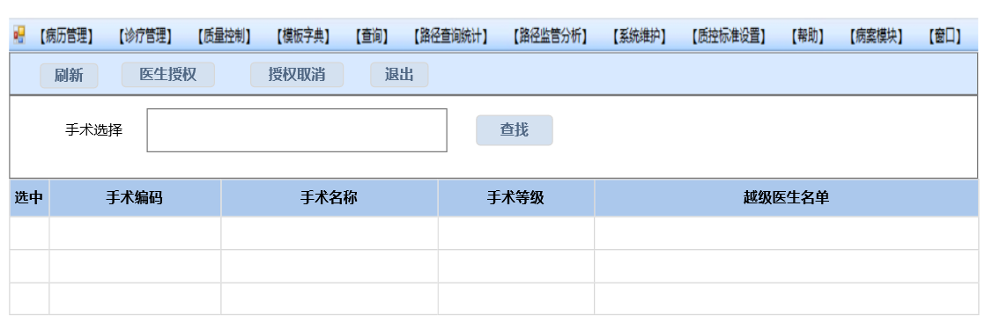 【病历管理】 【诊疗管理】 【质量控制】 【模板字典】 【查询】 【路径查询统计】 【路径监管分析】 【系统维护】 【质控标准设置】 【帮助】 【病案模块】 【窗口】
刷新 医生授权 授权取消 退出
手术选择 查找
选中 手术编码 手术名称 手术等级 越级医生名单